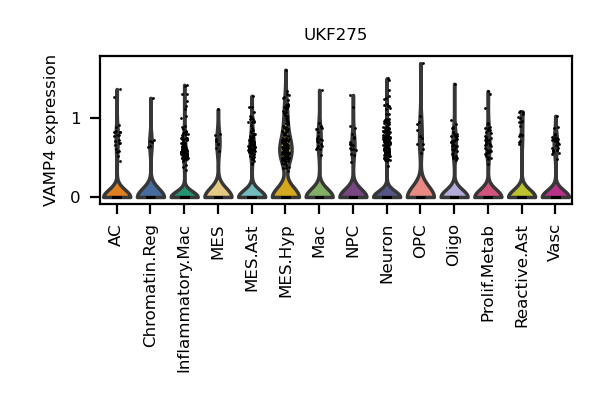 UKF275
VAMP4 expression
1
0
AC
Chromatin.Reg
Inflammatory.Mac
MES
MES.Ast
MES.Hyp
Mac
NPC
Neuron
OPC
Oligo
Prolif.Metab
Reactive.Ast
Vasc